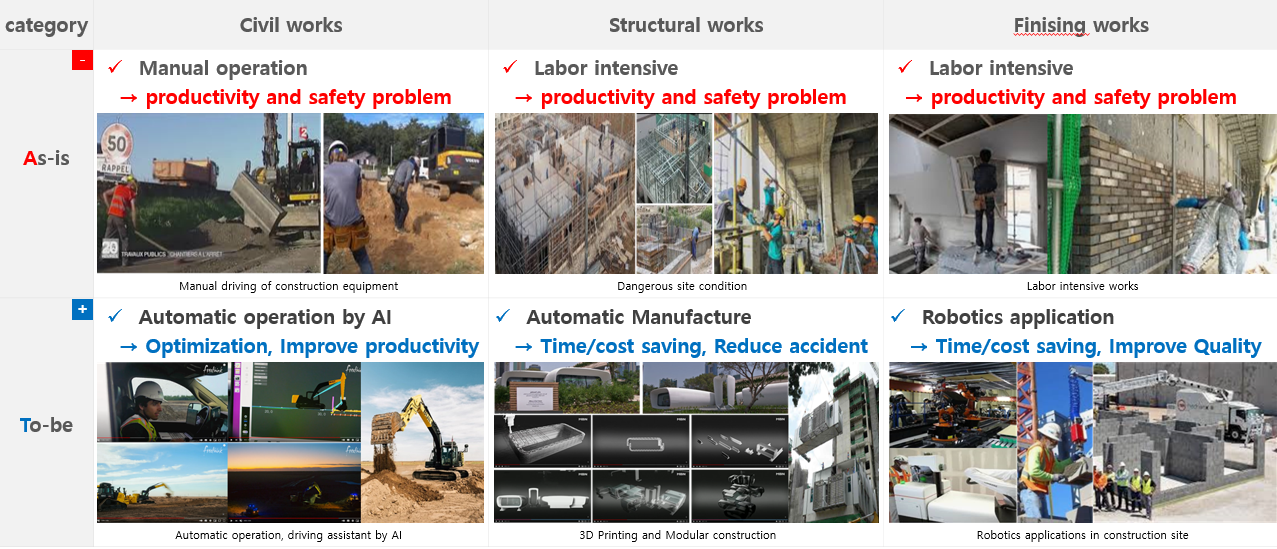 category
Civil works
Structural works
Finising works
As-is
-
✓ Manual operation
→ productivity and safety problem
50
RAPPEL
TRAVAUX PUBLICS
Manual driving of construction equipment
✓ Labor intensive
→ productivity and safety problem
Dangerous site condition
✓ Labor intensive
→ productivity and safety problem
Labor intensive works
To-be
+
✓ Automatic operation by AI
→ Optimization, Improve productivity
Automatic operation, driving assistant by AI
✓ Automatic Manufacture
→ Time/cost saving, Reduce accident
3D Printing and Modular construction
✓ Robotics application
→ Time/cost saving, Improve Quality
Robotics applications in construction site